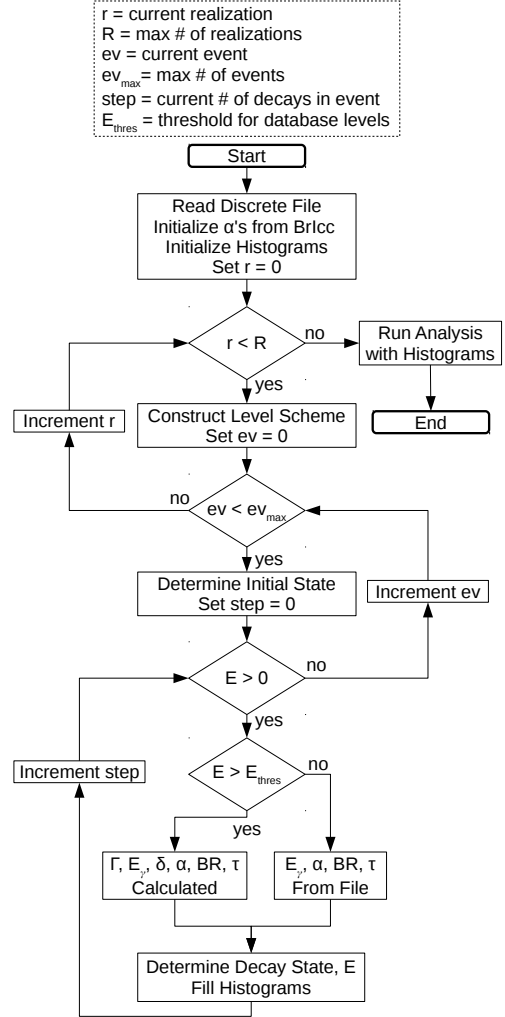 r = current realization
R = max # of realizations
ev = current event
ev_max = max # of events
step = current # of decays in event
E_thres = threshold for database levels
Start
Read Discrete File
Initialize α's from BrIcc
Initialize Histograms
Set r = 0
r < R
no
yes
Run Analysis
with Histograms
End
Increment r
Construct Level Scheme
Set ev = 0
no
ev < ev_max
yes
Determine Initial State
Set step = 0
Increment ev
E > 0
no
yes
Increment step
E > E_thres
no
yes
Γ, E_γ, δ, α, BR, τ
Calculated
E_γ, α, BR, τ
From File
Determine Decay State, E
Fill Histograms